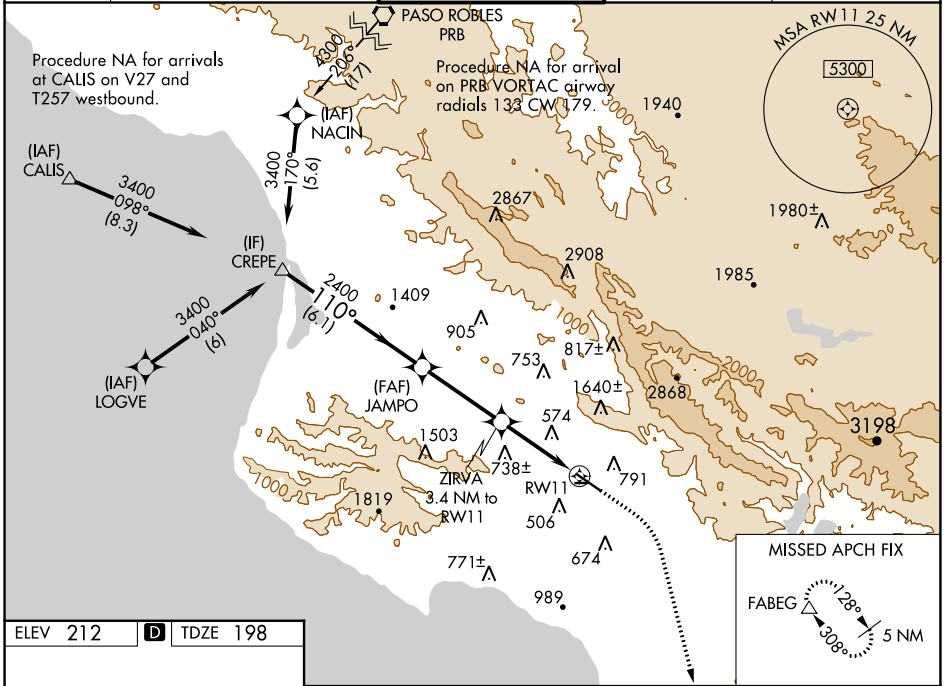 PASO ROBLES
PRB
MSA RW11 25 NM
5300
Procedure NA for arrivals
at CALIS on V27 and
T257 westbound.
4300
206°
(17)
Procedure NA for arrival
on PRB VORTAC airway
radials 133 CW 179.
3000
1940
(IAF)
NACIN
(IAF)
CALIS
3400
098°
(8.3)
3400
170°
(5.6)
2867
1980±
(IF)
CREPE
2908
1985
3400
040°
(6)
2400
110°
(6.1)
1409
905
1000
817±
2000
(IAF)
LOGVE
(FAF)
JAMPO
753
1640±
2868
574
3198
1503
738±
791
1000
1819
ZIRVA
3.4 NM to
RW11
RW11
506
674
771±
989
MISSED APCH FIX
FABEG
128°
308°
5 NM
ELEV 212 D TDZE 198